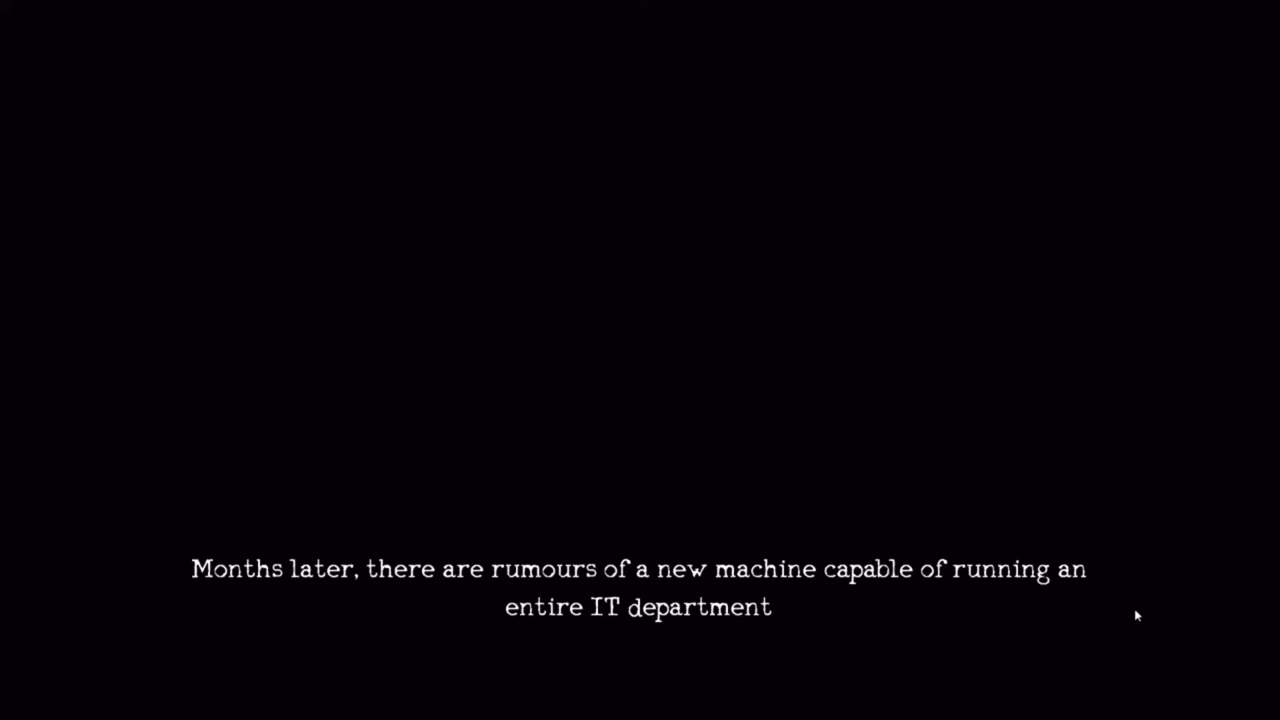 Months later, there are rumours of a new machine capable of running an
entire IT department